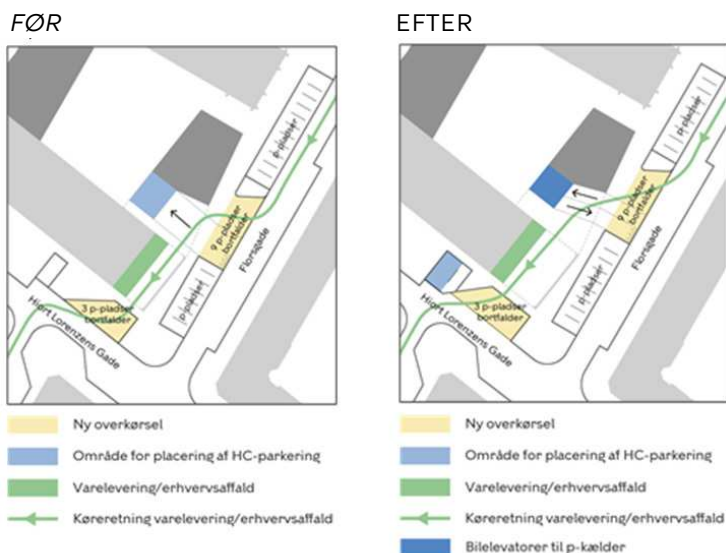 FØR
p-pladser
9 p-pladser
bortfalder
Florsgade
p-pladser
3 p-pladser
bortfalder
Hjort Lorenzens Gade
Ny overkørsel
Område for placering af HC-parkering
Varelevering/erhvervsaffald
Køreretning varelevering/erhvervsaffald
EFTER
p-pladser
9 p-pladser
bortfalder
Florsgade
p-pladser
3 p-pladser
bortfalder
Hjort Lorenzens Gade
Ny overkørsel
Område for placering af HC-parkering
Varelevering/erhvervsaffald
Køreretning varelevering/erhvervsaffald
Bilelevatorer til p-kælder